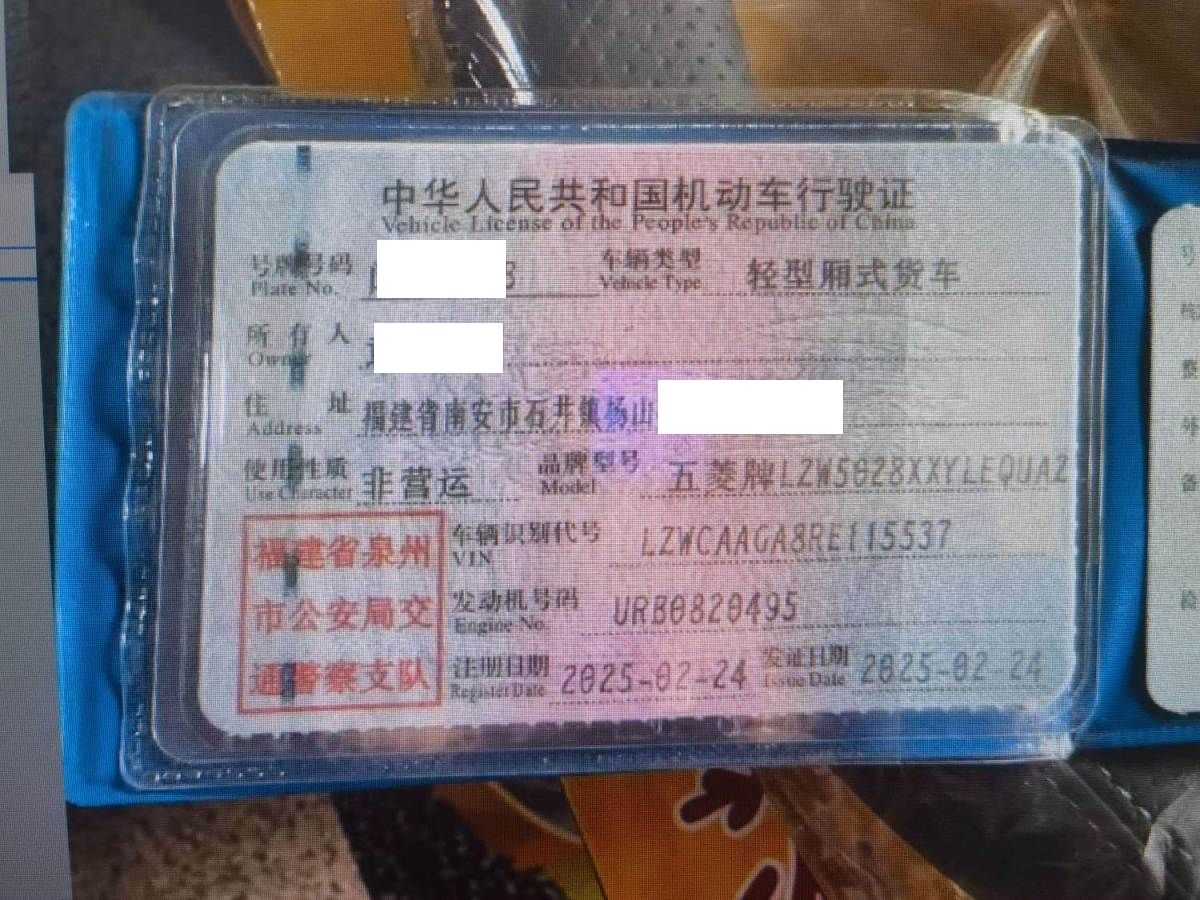 中华人民共和国机动车行驶证
Vehicle License of the People's Republic of China
号牌号码 车辆类型 轻型厢式货车
Plate No. Vehicle Type
所有人
Owner
住址 福建省南安市石井镇杨山
Address
使用性质 非营运 品牌型号 五菱牌LZW5028XXYLEQUAZ
Use Character Model
福建省泉州
市公安局交
通警察支队
车辆识别代号 LZWCAAGA8RE115537
VIN
发动机号码 URB0820495
Engine No.
注册日期 2025-02-24 发证日期 2025-02-24
Register Date Issue Date